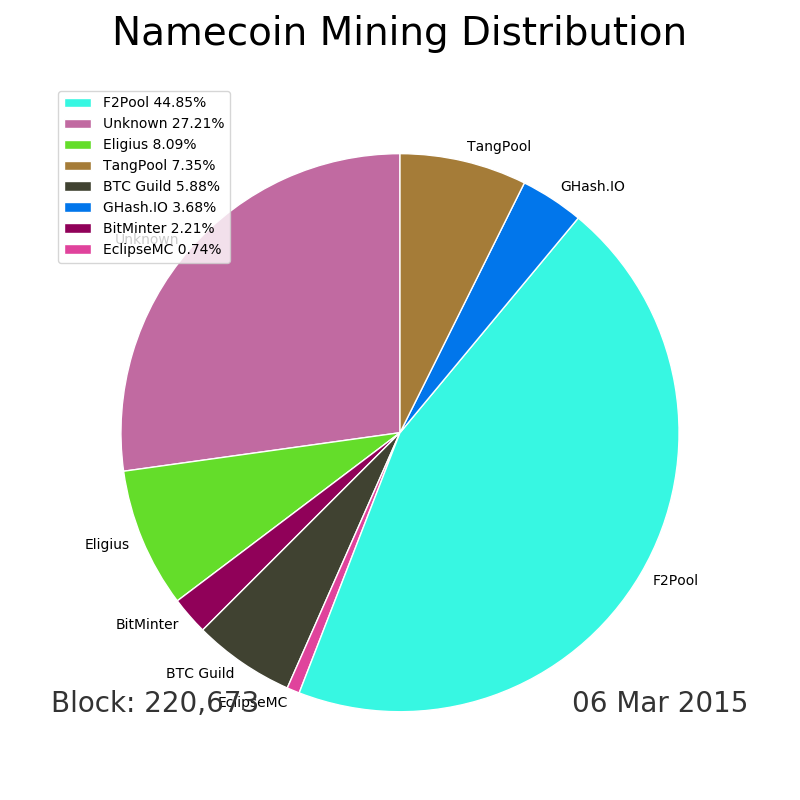 Namecoin Mining Distribution
F2Pool 44.85%
Unknown 27.21%
Eligius 8.09%
TangPool 7.35%
BTC Guild 5.88%
GHash.IO 3.68%
BitMinter 2.21%
EclipseMC 0.74%
TangPool
GHash.IO
Unknown
Eligius
F2Pool
BitMinter
BTC Guild
EclipseMC
Block: 220,673
06 Mar 2015